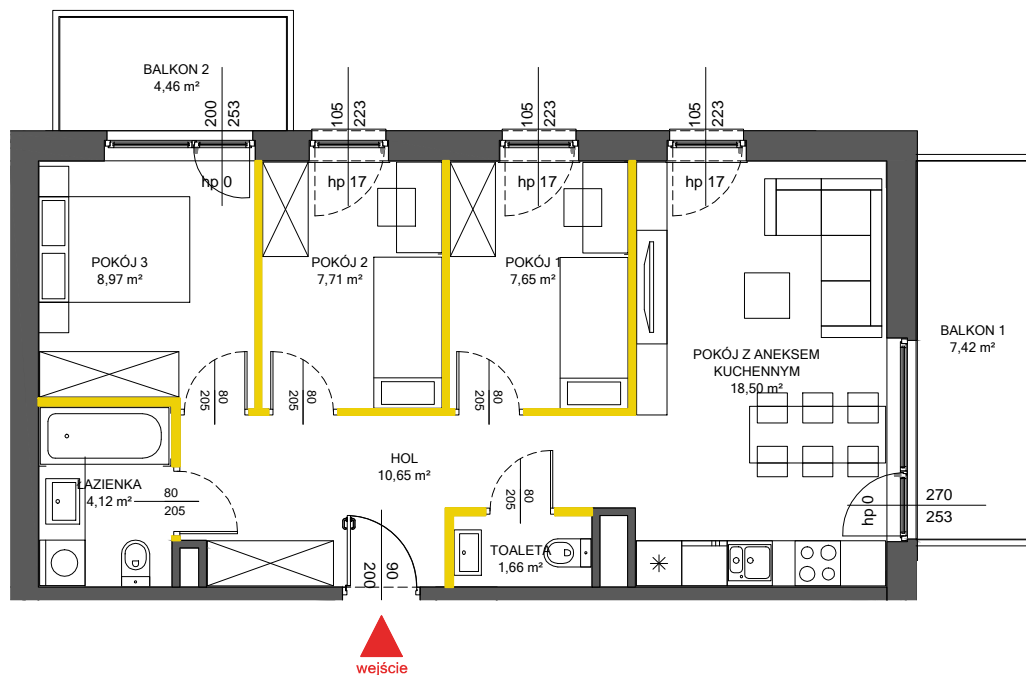 BALKON 2
4,46 m²
200
253
105
223
105
223
105
223
hp 0
hp 17
hp 17
hp 17
POKÓJ 3
8,97 m²
POKÓJ 2
7,71 m²
POKÓJ 1
7,65 m²
POKÓJ Z ANEKSEM
KUCHENNYM
18,50 m²
BALKON 1
7,42 m²
80
205
80
205
80
205
HOL
10,65 m²
ŁAZIENKA
4,12 m²
80
205
80
205
hp 0
270
253
TOALETA
1,66 m²
90
200
wejście